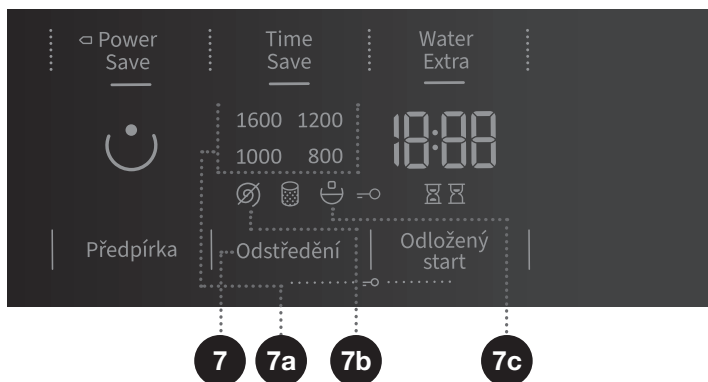 Power
Save
Time
Save
Water
Extra
1600 1200
1000 800
18:88
Předpírka
Odstředění
Odložený
start
7
7a
7b
7c